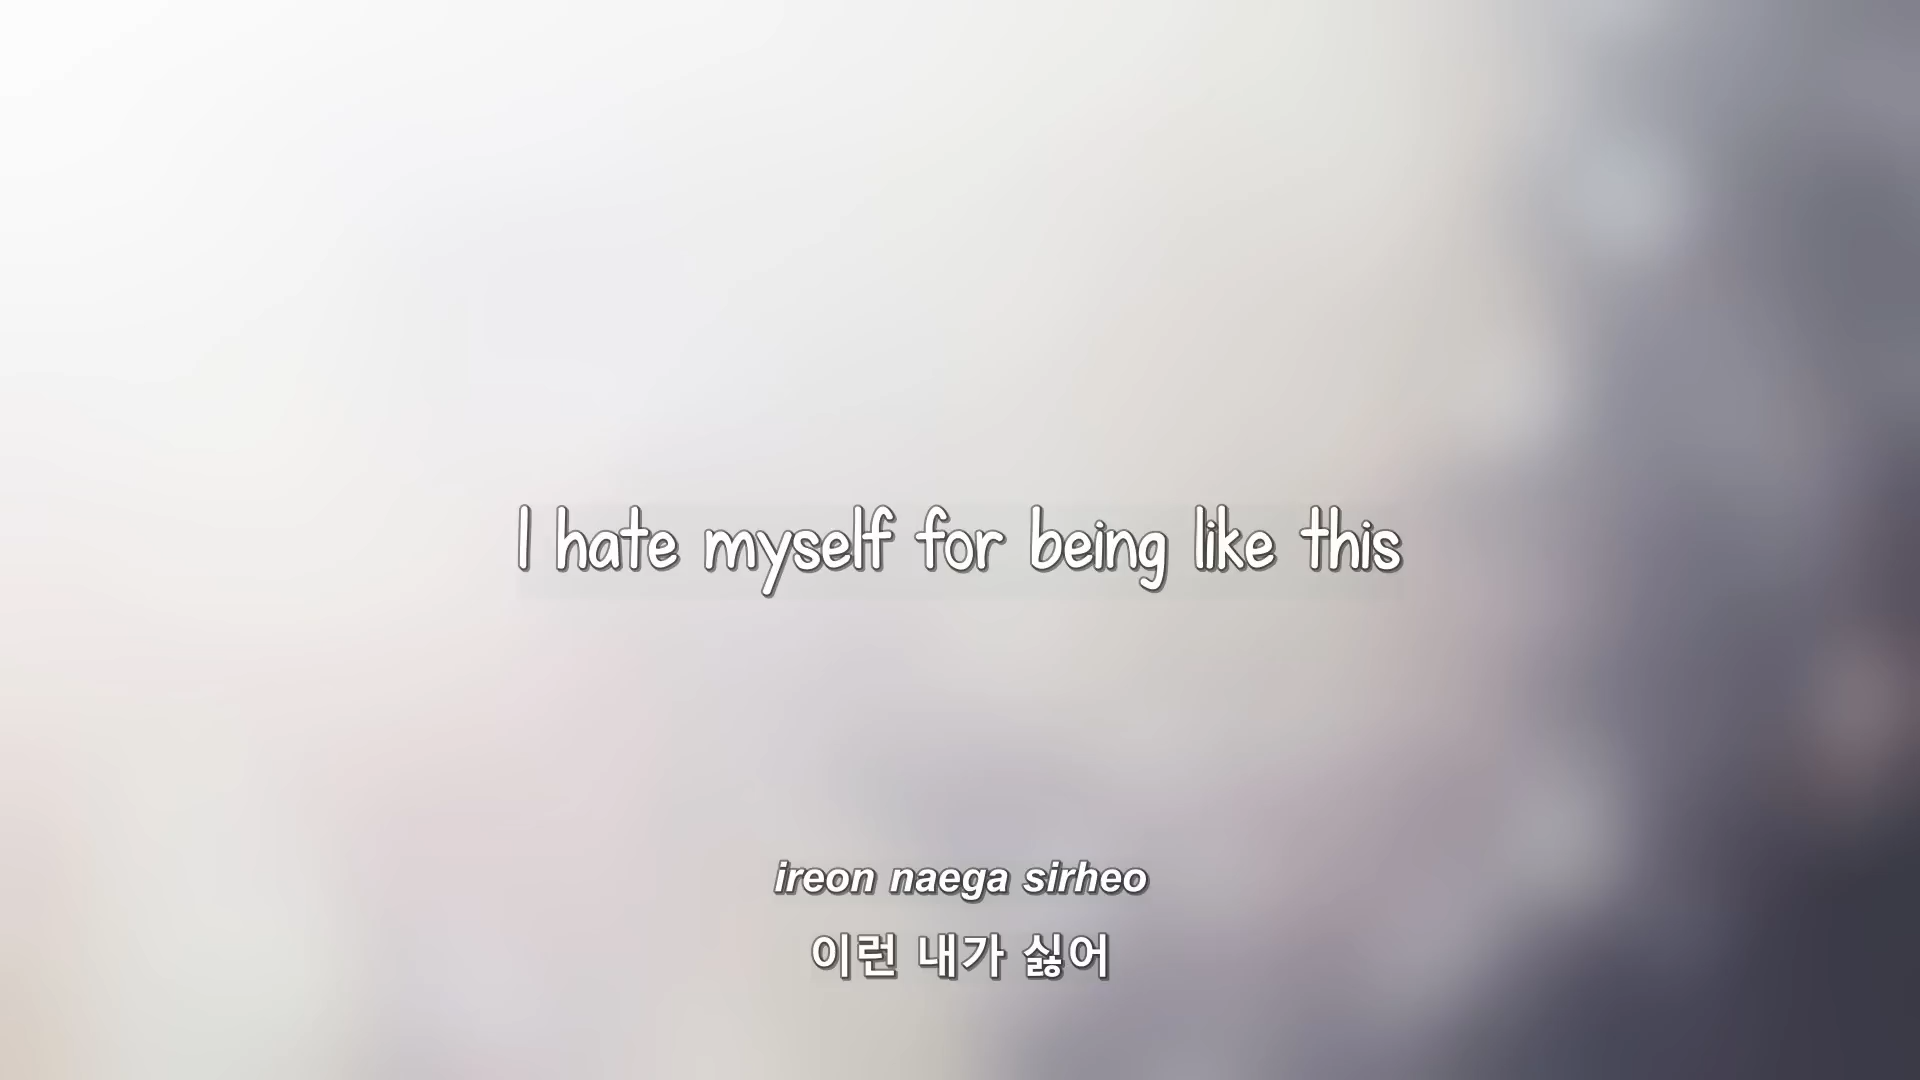 I hate myself for being like this
ireon naega sirheo
이런 내가 싫어